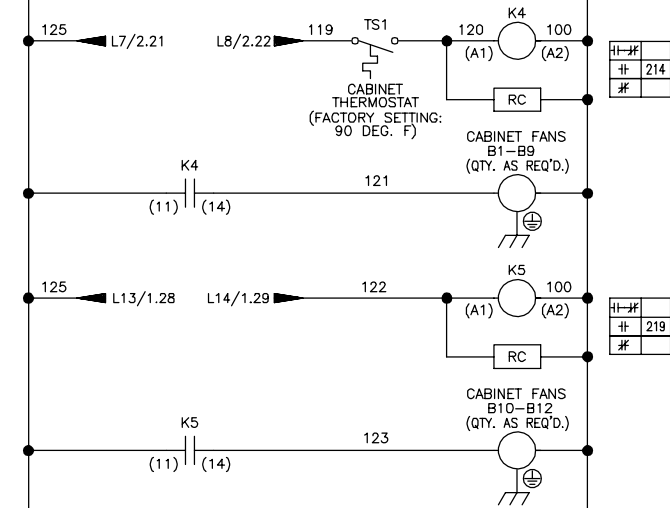 125
L7/2.21
L8/2.22
119
TS1
120
K4
100
(A1)
(A2)
214
RC
CABINET
THERMOSTAT
(FACTORY SETTING:
90 DEG. F)
CABINET FANS
B1-B9
(QTY. AS REQ'D.)
K4
121
(11)
(14)
125
L13/1.28
L14/1.29
122
K5
100
(A1)
(A2)
219
RC
CABINET FANS
B10-B12
(QTY. AS REQ'D.)
K5
123
(11)
(14)